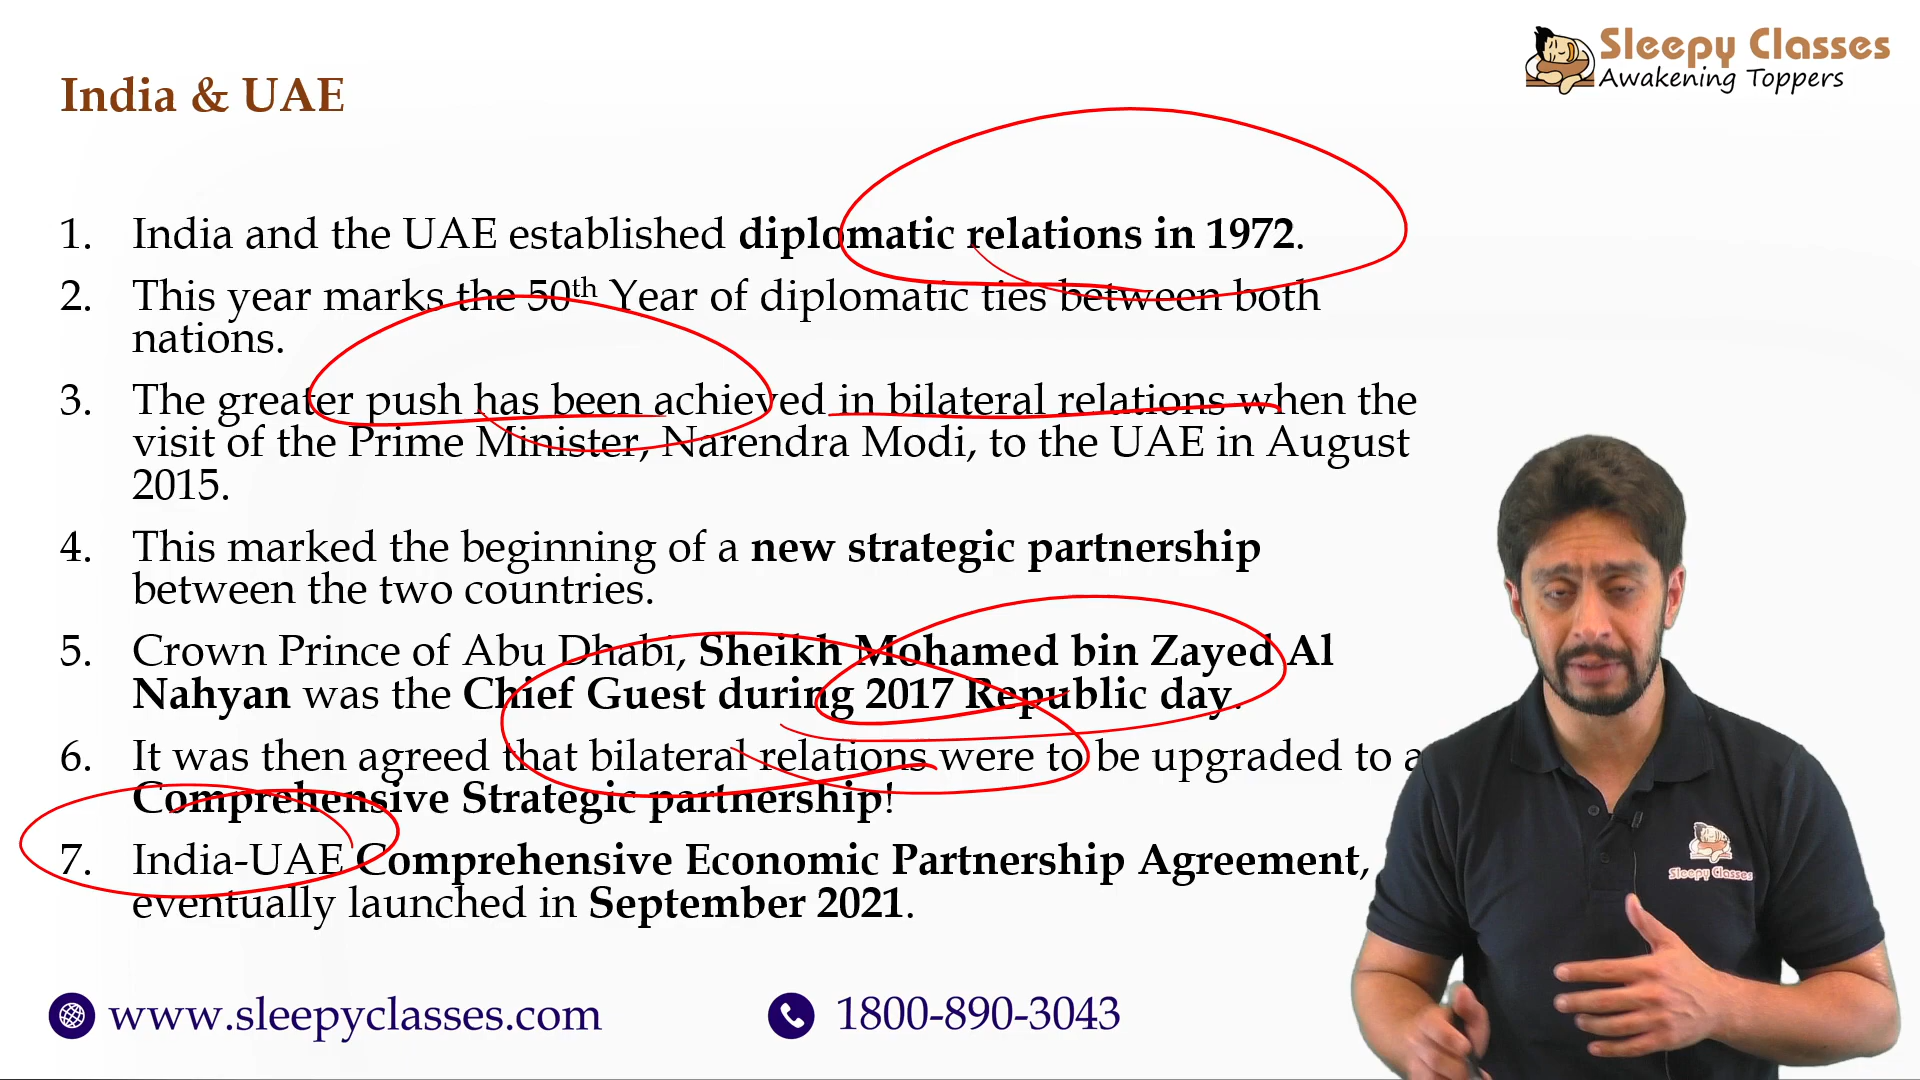 Sleepy Classes
Awakening Toppers
India & UAE
1. India and the UAE established diplomatic relations in 1972.
2. This year marks the 50th Year of diplomatic ties between both
nations.
3. The greater push has been achieved in bilateral relations when the
visit of the Prime Minister, Narendra Modi, to the UAE in August
2015.
4. This marked the beginning of a new strategic partnership
between the two countries.
5. Crown Prince of Abu Dhabi, Sheikh Mohamed bin Zayed Al
Nahyan was the Chief Guest during 2017 Republic day.
6. It was then agreed that bilateral relations were to be upgraded to a
Comprehensive Strategic partnership!
7. India-UAE Comprehensive Economic Partnership Agreement,
eventually launched in September 2021.
Sleepy Classes
www.sleepyclasses.com
1800-890-3043